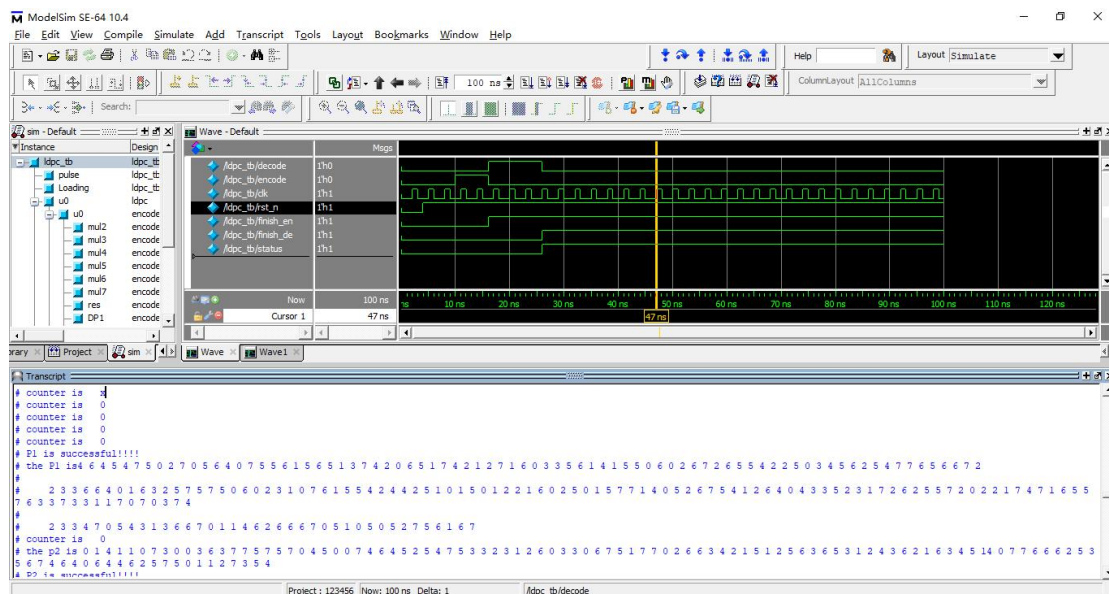 ModelSim SE-64 10.4
File Edit View Compile Simulate Add Transcript Tools Layout Bookmarks Window Help
Help Layout Simulate
100 ns ColumnLayout AllColumns
Search:
sim - Default Wave - Default
Instance Design Msgs
ldpc_tb ldpc_tb
pulse ldpc_tb
Loading ldpc_tb
u0 ldpc
u0 encode
mul2 encode
mul3 encode
mul4 encode
mul5 encode
mul6 encode
mul7 encode
res encode
DP1 encode
/ldpc_tb/decode 1'h0
/ldpc_tb/encode 1'h0
/ldpc_tb/clk 1'h1
/ldpc_tb/rst_n 1'h1
/ldpc_tb/finish_en 1'h1
/ldpc_tb/finish_de 1'h1
/ldpc_tb/status 1'h1
Now 100 ns
Cursor 1 47 ns
ns 10 ns 20 ns 30 ns 40 ns 50 ns 60 ns 70 ns 80 ns 90 ns 100 ns 110 ns 120 ns
47 ns
Project sim Wave Wave1
Transcript
# counter is x
# counter is 0
# counter is 0
# counter is 0
# counter is 0
# P1 is successful!!!!
# the P1 is4 6 4 5 4 7 5 0 2 7 0 5 6 4 0 7 5 5 6 1 5 6 5 1 3 7 4 2 0 6 5 1 7 4 2 1 2 7 1 6 0 3 3 5 6 1 4 1 5 5 0 6 0 2 6 7 2 6 5 5 4 2 2 5 0 3 4 5 6 2 5 4 7 7 6 5 6 6 7 2
#
# 2 3 3 6 6 4 0 1 6 3 2 5 7 5 7 5 0 6 0 2 3 1 0 7 6 1 5 5 4 2 4 4 2 5 1 0 1 5 0 1 2 2 1 6 0 2 5 0 1 5 7 7 1 4 0 5 2 6 7 5 4 1 2 6 4 0 4 3 3 5 2 3 1 7 2 6 2 5 5 7 2 0 2 2 1 7 4 7 1 6 5 5
7 6 3 3 7 3 3 1 1 7 0 7 0 3 7 4
#
# 2 3 3 4 7 0 5 4 3 1 3 6 6 7 0 1 1 4 6 2 6 6 6 7 0 5 1 0 5 0 5 2 7 5 6 1 6 7
# counter is 0
# the p2 is 0 1 4 1 1 0 7 3 0 0 3 6 3 7 7 5 7 5 7 0 4 5 0 0 7 4 6 4 5 2 5 4 7 5 3 3 2 3 1 2 6 0 3 3 0 6 7 5 1 7 7 0 2 6 6 3 4 2 1 5 1 2 5 6 3 6 5 3 1 2 4 3 6 2 1 6 3 4 5 14 0 7 7 6 6 6 2 5 3
5 6 7 4 6 4 0 6 4 4 6 2 5 7 5 0 1 1 2 7 3 5 4
# P2 is successful!!!!
Project : 123456 Now: 100 ns Delta: 1 /ldpc_tb/decode